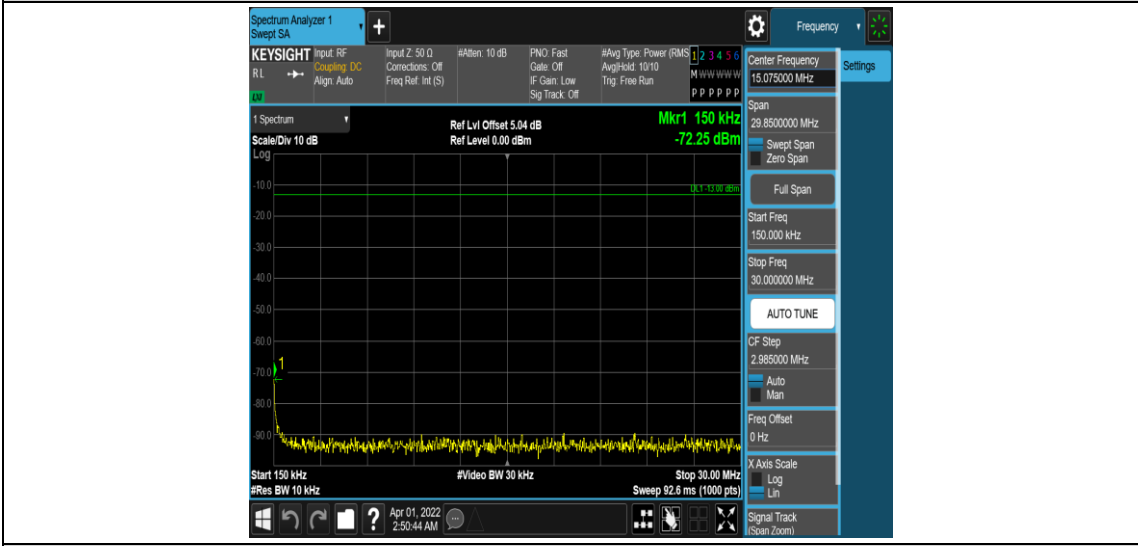 Spectrum Analyzer 1
Swept SA
+
Frequency
KEYSIGHT
RL
LXI
Input: RF
Coupling: DC
Align: Auto
Input Z: 50 Ω
Corrections: Off
Freq Ref: Int (S)
#Atten: 10 dB
PNO: Fast
Gate: Off
IF Gain: Low
Sig Track: Off
#Avg Type: Power (RMS
Avg|Hold: 10/10
Trig: Free Run
1 2 3 4 5 6
M W W W W W
P P P P P P
1 Spectrum
Scale/Div 10 dB
Log
Ref Lvl Offset 5.04 dB
Ref Level 0.00 dBm
Mkr1 150 kHz
-72.25 dBm
DL1 -13.00 dBm
-10.0
-20.0
-30.0
-40.0
-50.0
-60.0
-70.0
-80.0
-90.0
1
Start 150 kHz
#Res BW 10 kHz
#Video BW 30 kHz
Stop 30.00 MHz
Sweep 92.6 ms (1000 pts)
?
Apr 01, 2022
2:50:44 AM
Center Frequency
15.075000 MHz
Span
29.8500000 MHz
Swept Span
Zero Span
Full Span
Start Freq
150.000 kHz
Stop Freq
30.000000 MHz
AUTO TUNE
CF Step
2.985000 MHz
Auto
Man
Freq Offset
0 Hz
X Axis Scale
Log
Lin
Signal Track
(Span Zoom)
Settings